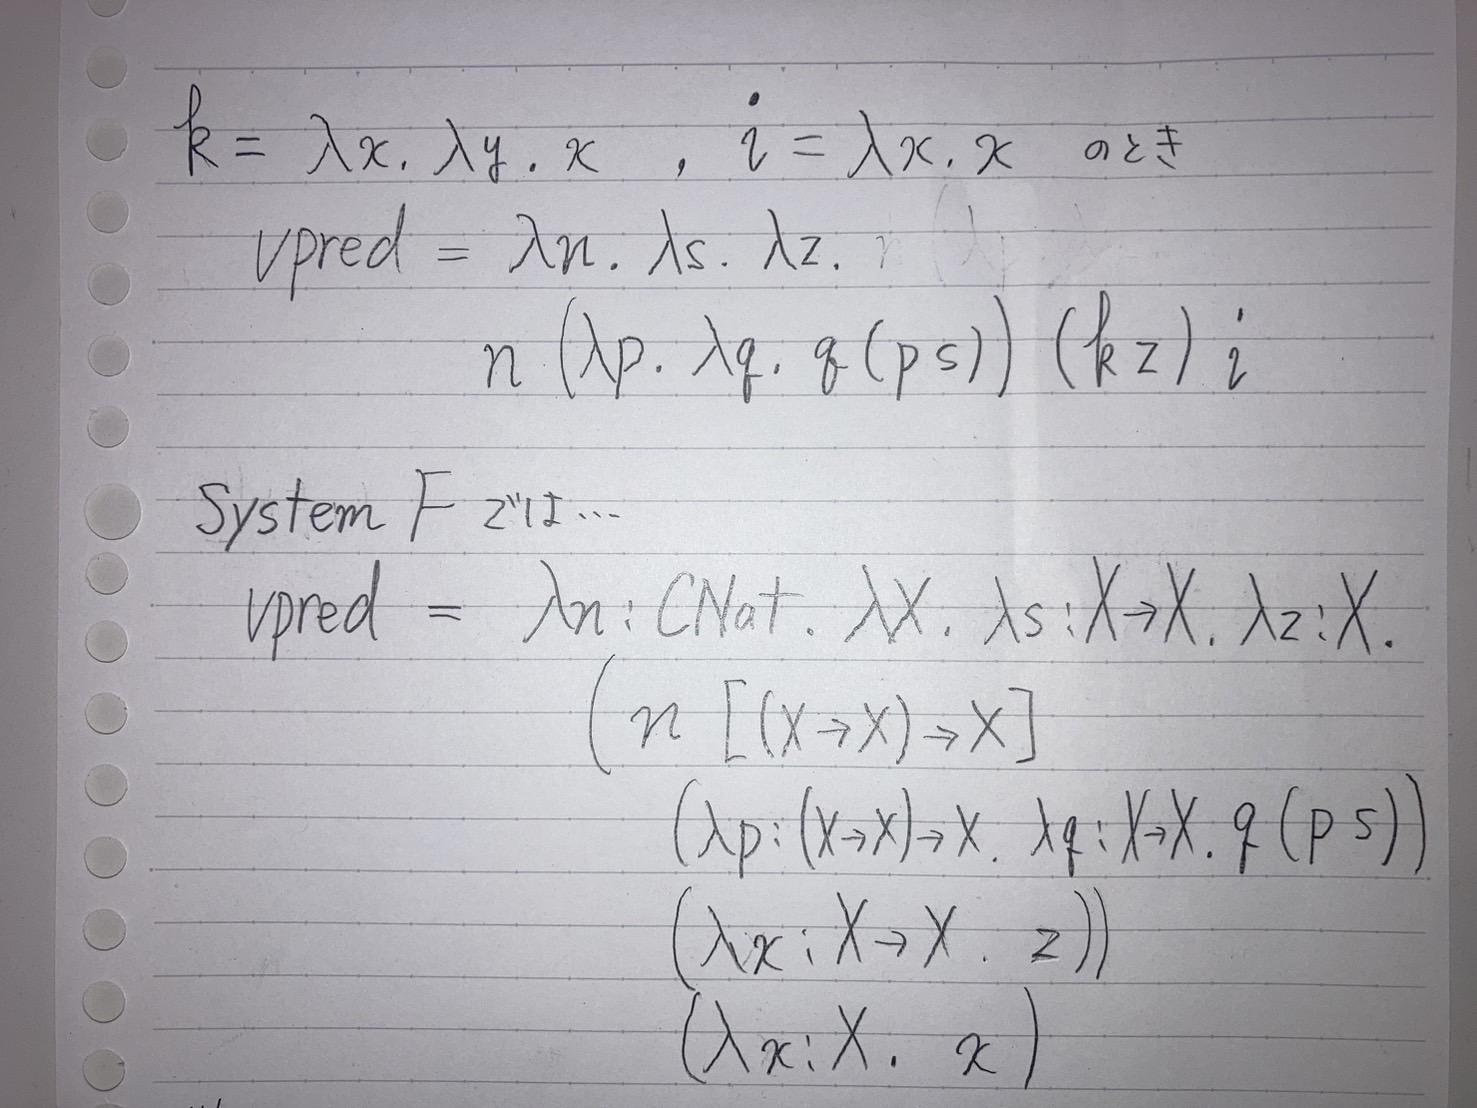 k = λx. λy. x , i = λx. x のとき
vpred = λn. λs. λz.
n (λp. λq. q (p s)) (k z) i
System F では…
vpred = λn : CNat. λX. λs : X→X. λz : X.
(n [(X→X)→X]
(λp : (X→X)→X. λq : X→X. q (p s))
(λx : X→X. z))
(λx : X. x)